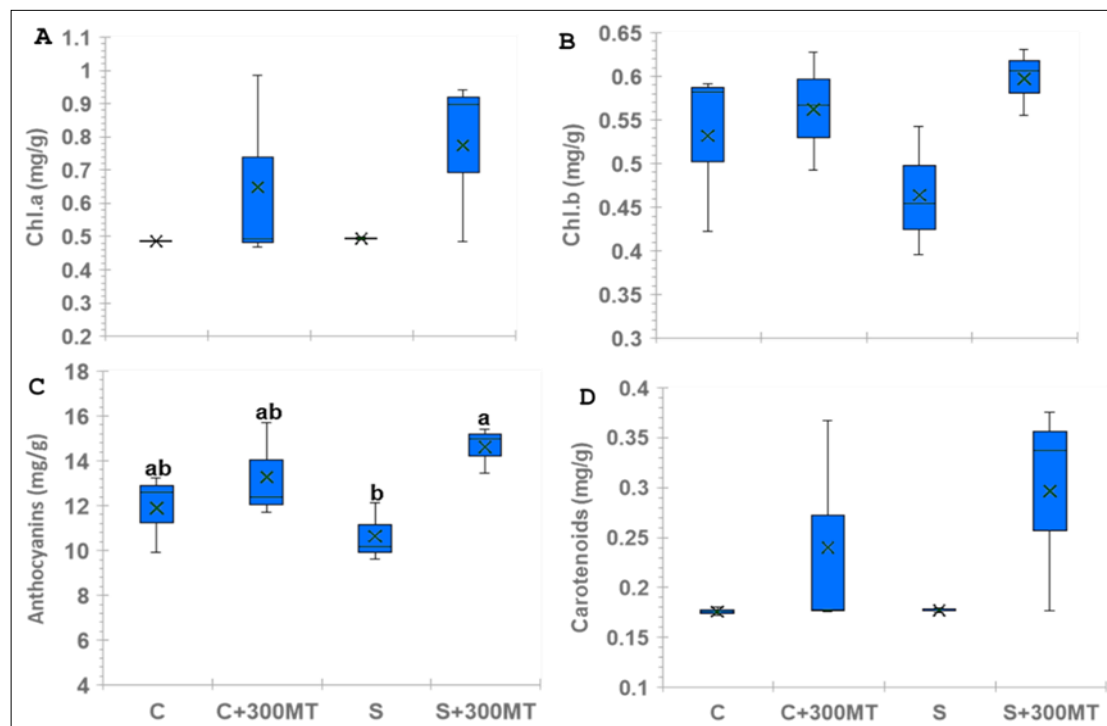 A
Chl.a (mg/g)
1.1
1
0.9
0.8
0.7
0.6
0.5
0.4
0.3
0.2
B
Chl.b (mg/g)
0.65
0.6
0.55
0.5
0.45
0.4
0.35
0.3
C
Anthocyanins (mg/g)
18
16
14
12
10
8
6
4
ab
ab
b
a
C C+300MT S S+300MT
D
Carotenoids (mg/g)
0.4
0.35
0.3
0.25
0.2
0.15
0.1
C C+300MT S S+300MT